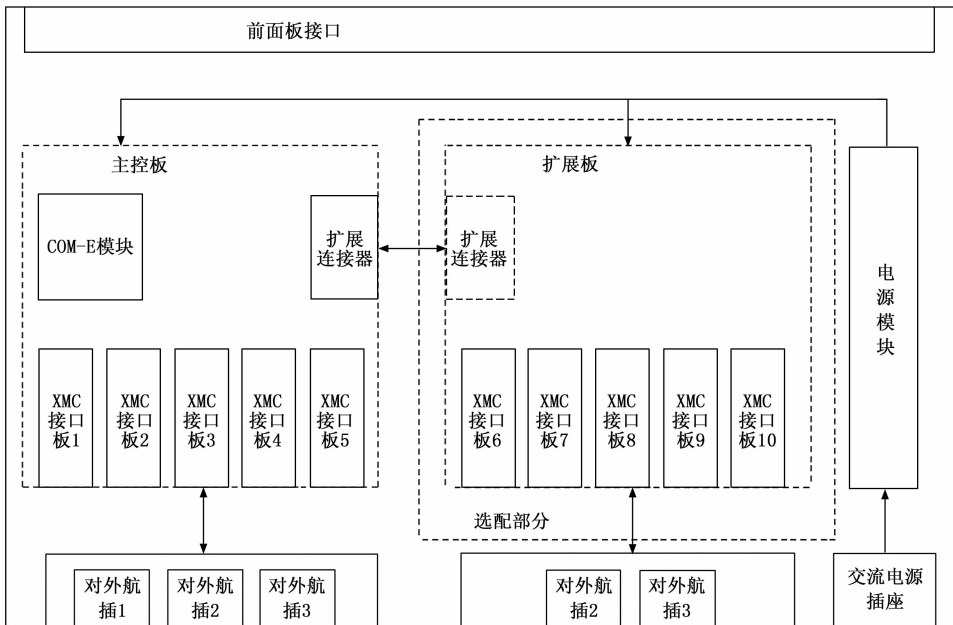 前面板接口
主控板
扩展板
COM-E模块
扩展
连接器
扩展
连接器
电
源
模
块
XMC
接口
板1
XMC
接口
板2
XMC
接口
板3
XMC
接口
板4
XMC
接口
板5
XMC
接口
板6
XMC
接口
板7
XMC
接口
板8
XMC
接口
板9
XMC
接口
板10
选配部分
对外航
插1
对外航
插2
对外航
插3
对外航
插2
对外航
插3
交流电源
插座